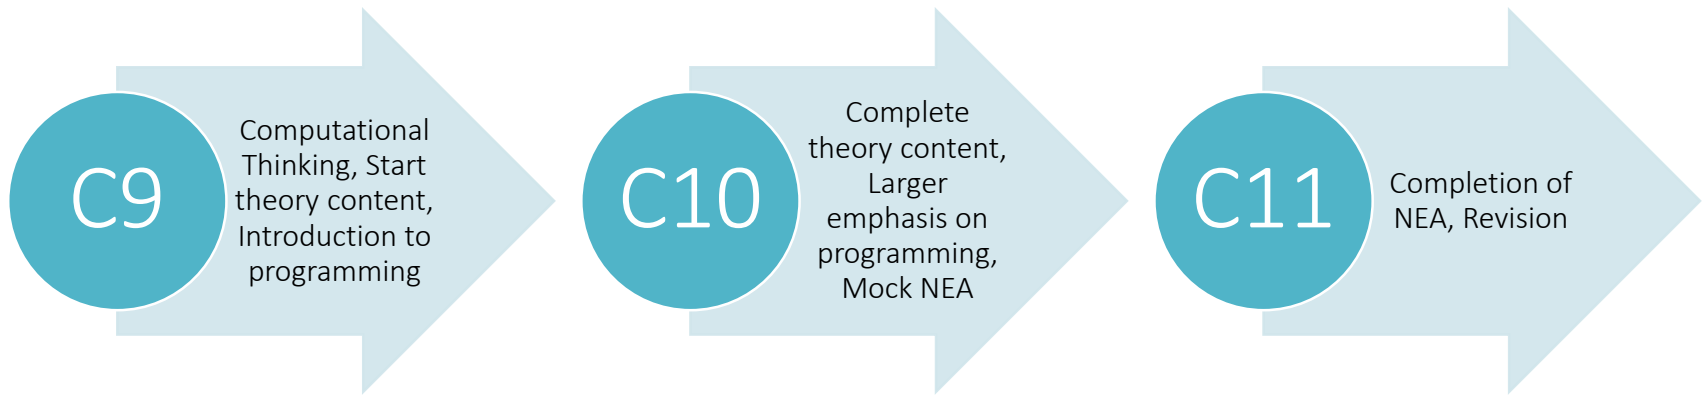 C9
Computational
Thinking, Start
theory content,
Introduction to
programming
C10
Complete
theory content,
Larger
emphasis on
programming,
Mock NEA
C11
Completion of
NEA, Revision